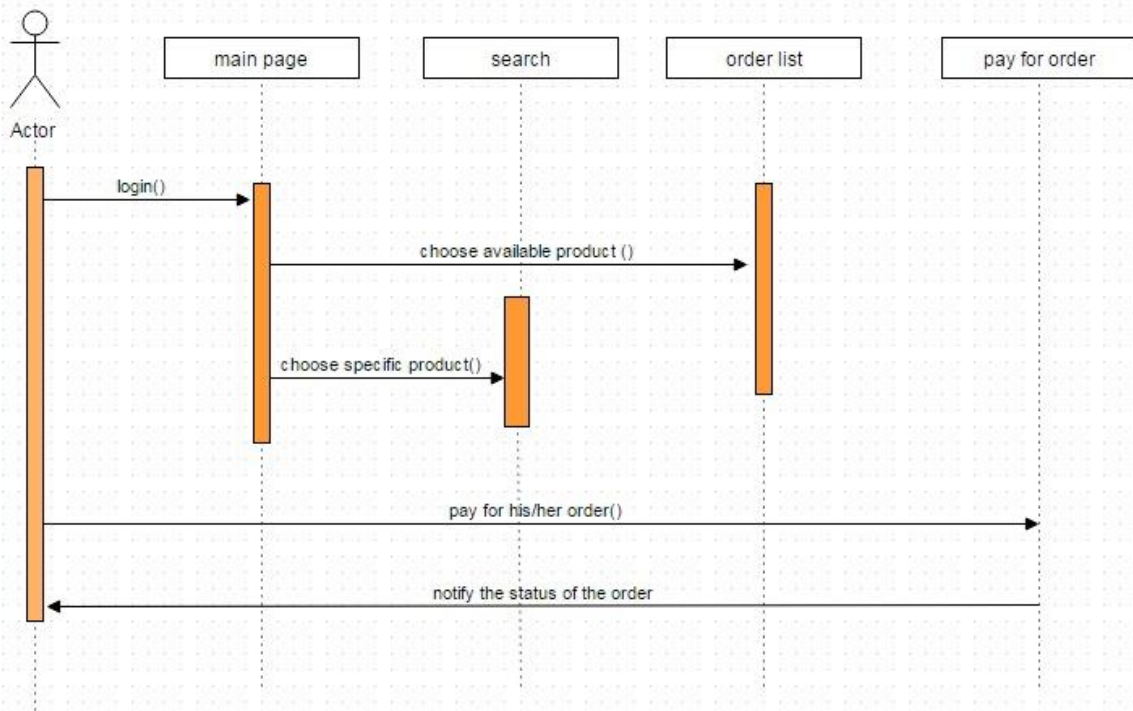 main page
search
order list
pay for order
Actor
login()
choose available product ()
choose specific product()
pay for his/her order()
notify the status of the order